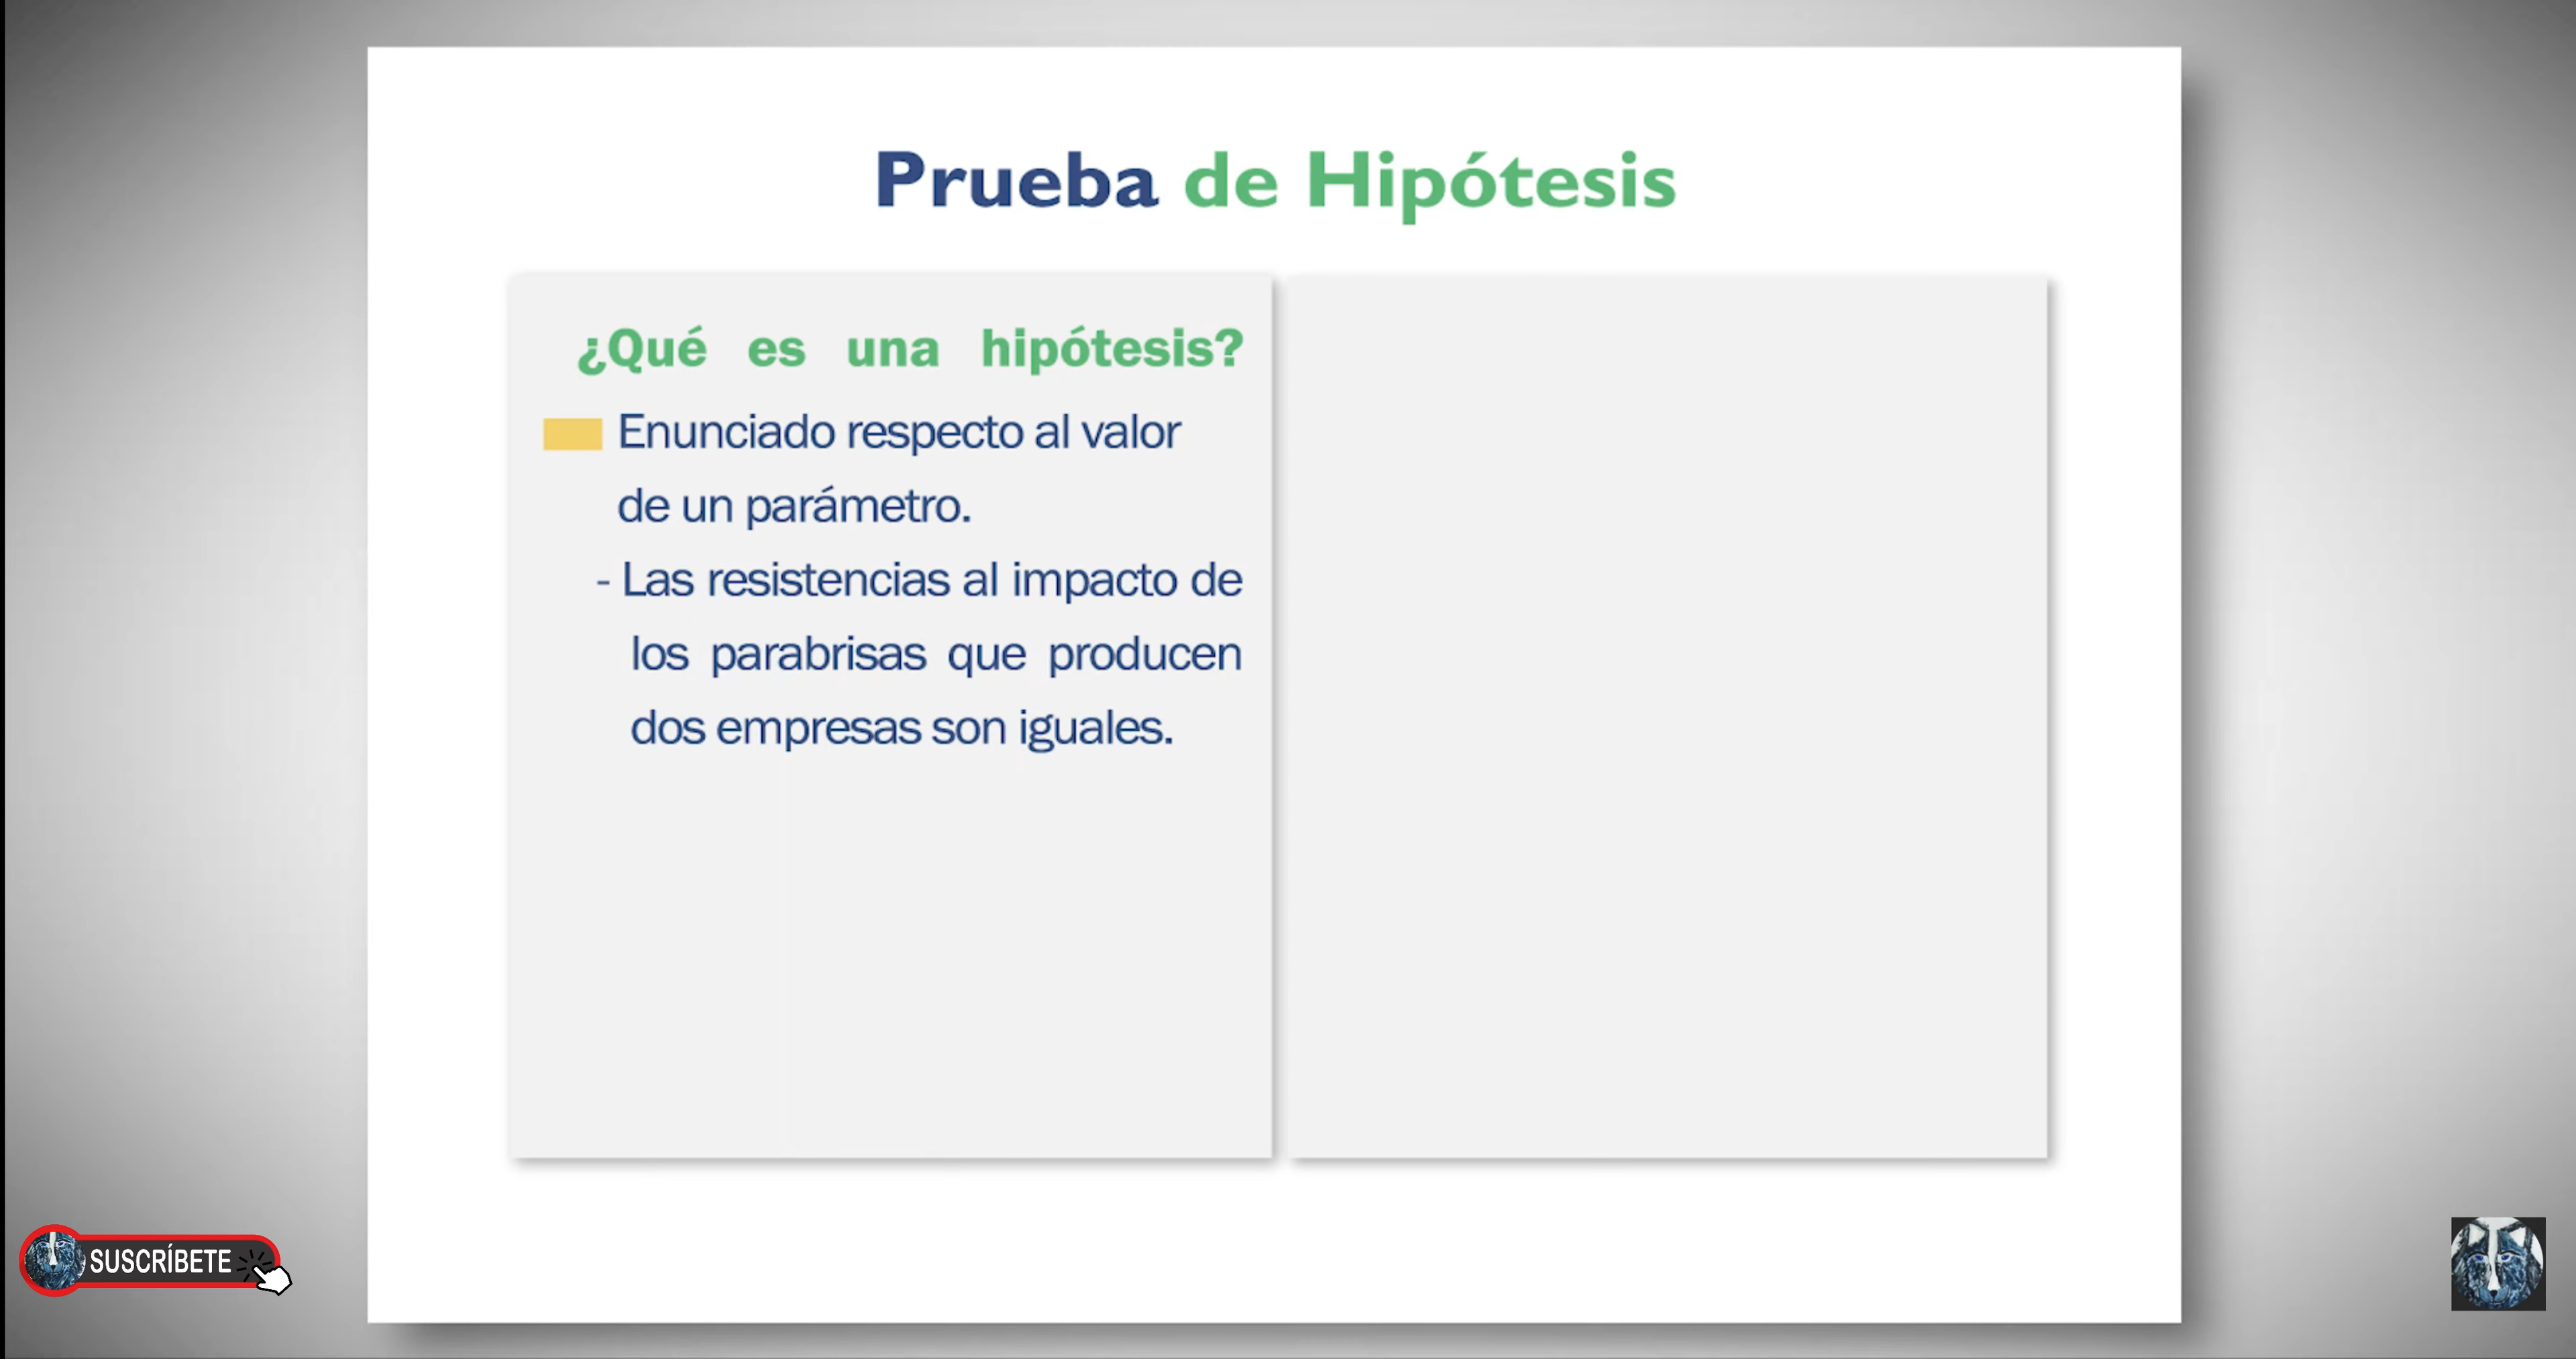 Prueba de Hipótesis
¿Qué es una hipótesis?
Enunciado respecto al valor
de un parámetro.
- Las resistencias al impacto de
los parabrisas que producen
dos empresas son iguales.
SUSCRÍBETE